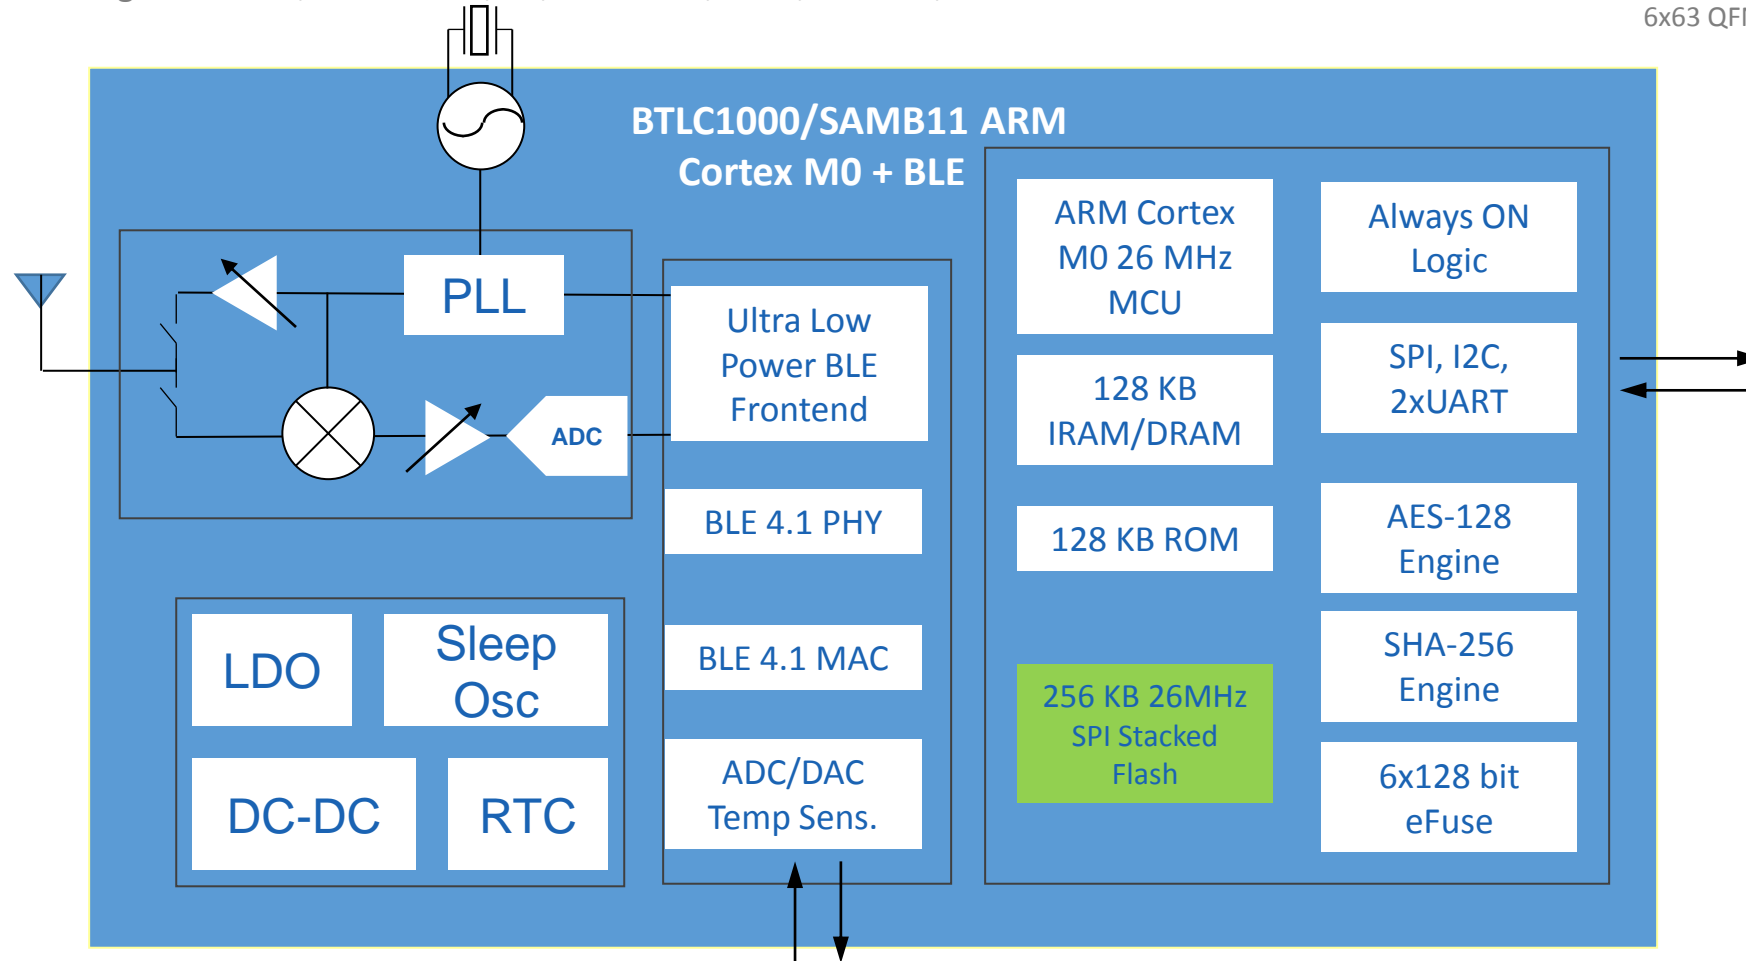 6x63
BTLC1000/SAMB11 ARM
Cortex M0 + BLE
PLL
ADC
Ultra Low
Power BLE
Frontend
BLE 4.1 PHY
BLE 4.1 MAC
ADC/DAC
Temp Sens.
LDO
Sleep
Osc
DC-DC
RTC
ARM Cortex
M0 26 MHz
MCU
128 KB
IRAM/DRAM
128 KB ROM
256 KB 26MHz
SPI Stacked
Flash
Always ON
Logic
SPI, I2C,
2xUART
AES-128
Engine
SHA-256
Engine
6x128 bit
eFuse